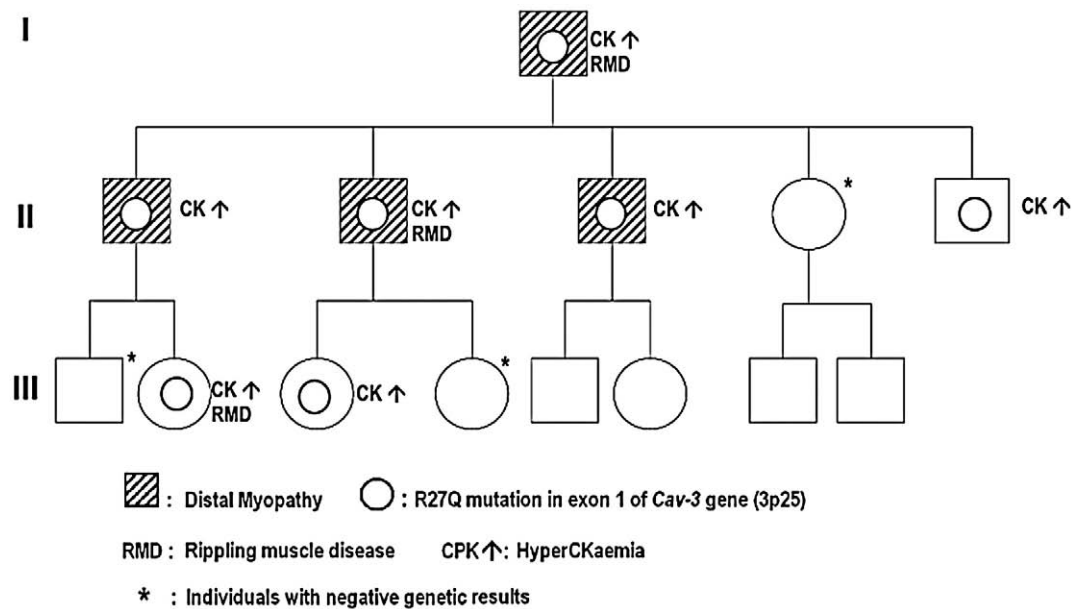 I
CK ↑
RMD
II
CK ↑
CK ↑
RMD
CK ↑
*
CK ↑
III
*
CK ↑
RMD
CK ↑
*
: Distal Myopathy
: R27Q mutation in exon 1 of Cav-3 gene (3p25)
RMD : Rippling muscle disease
CPK ↑: HyperCKaemia
* : Individuals with negative genetic results